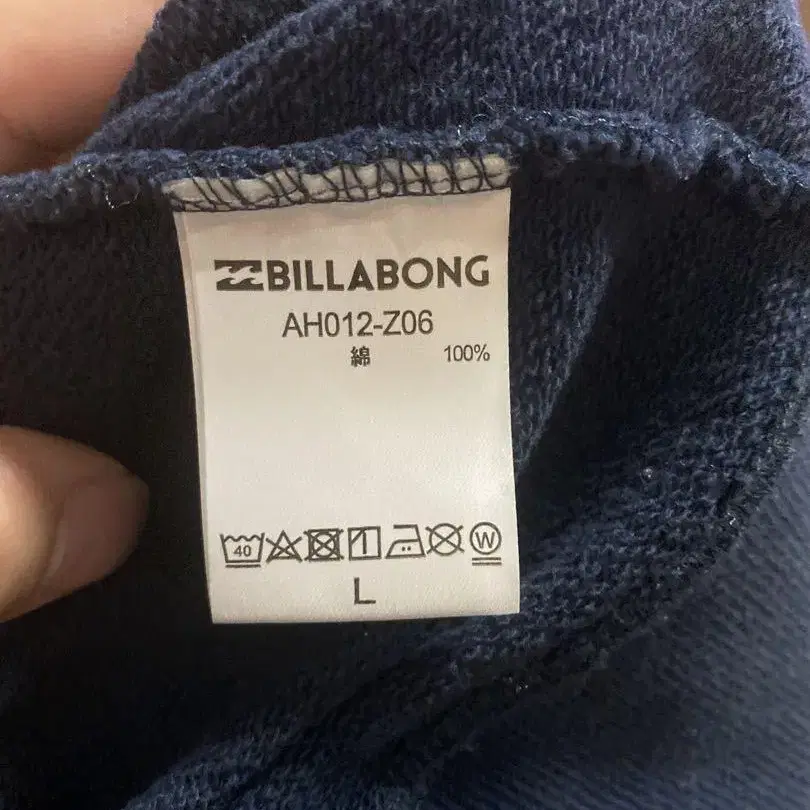 BILLABONG
AH012-Z06
綿 100%
40 W
L